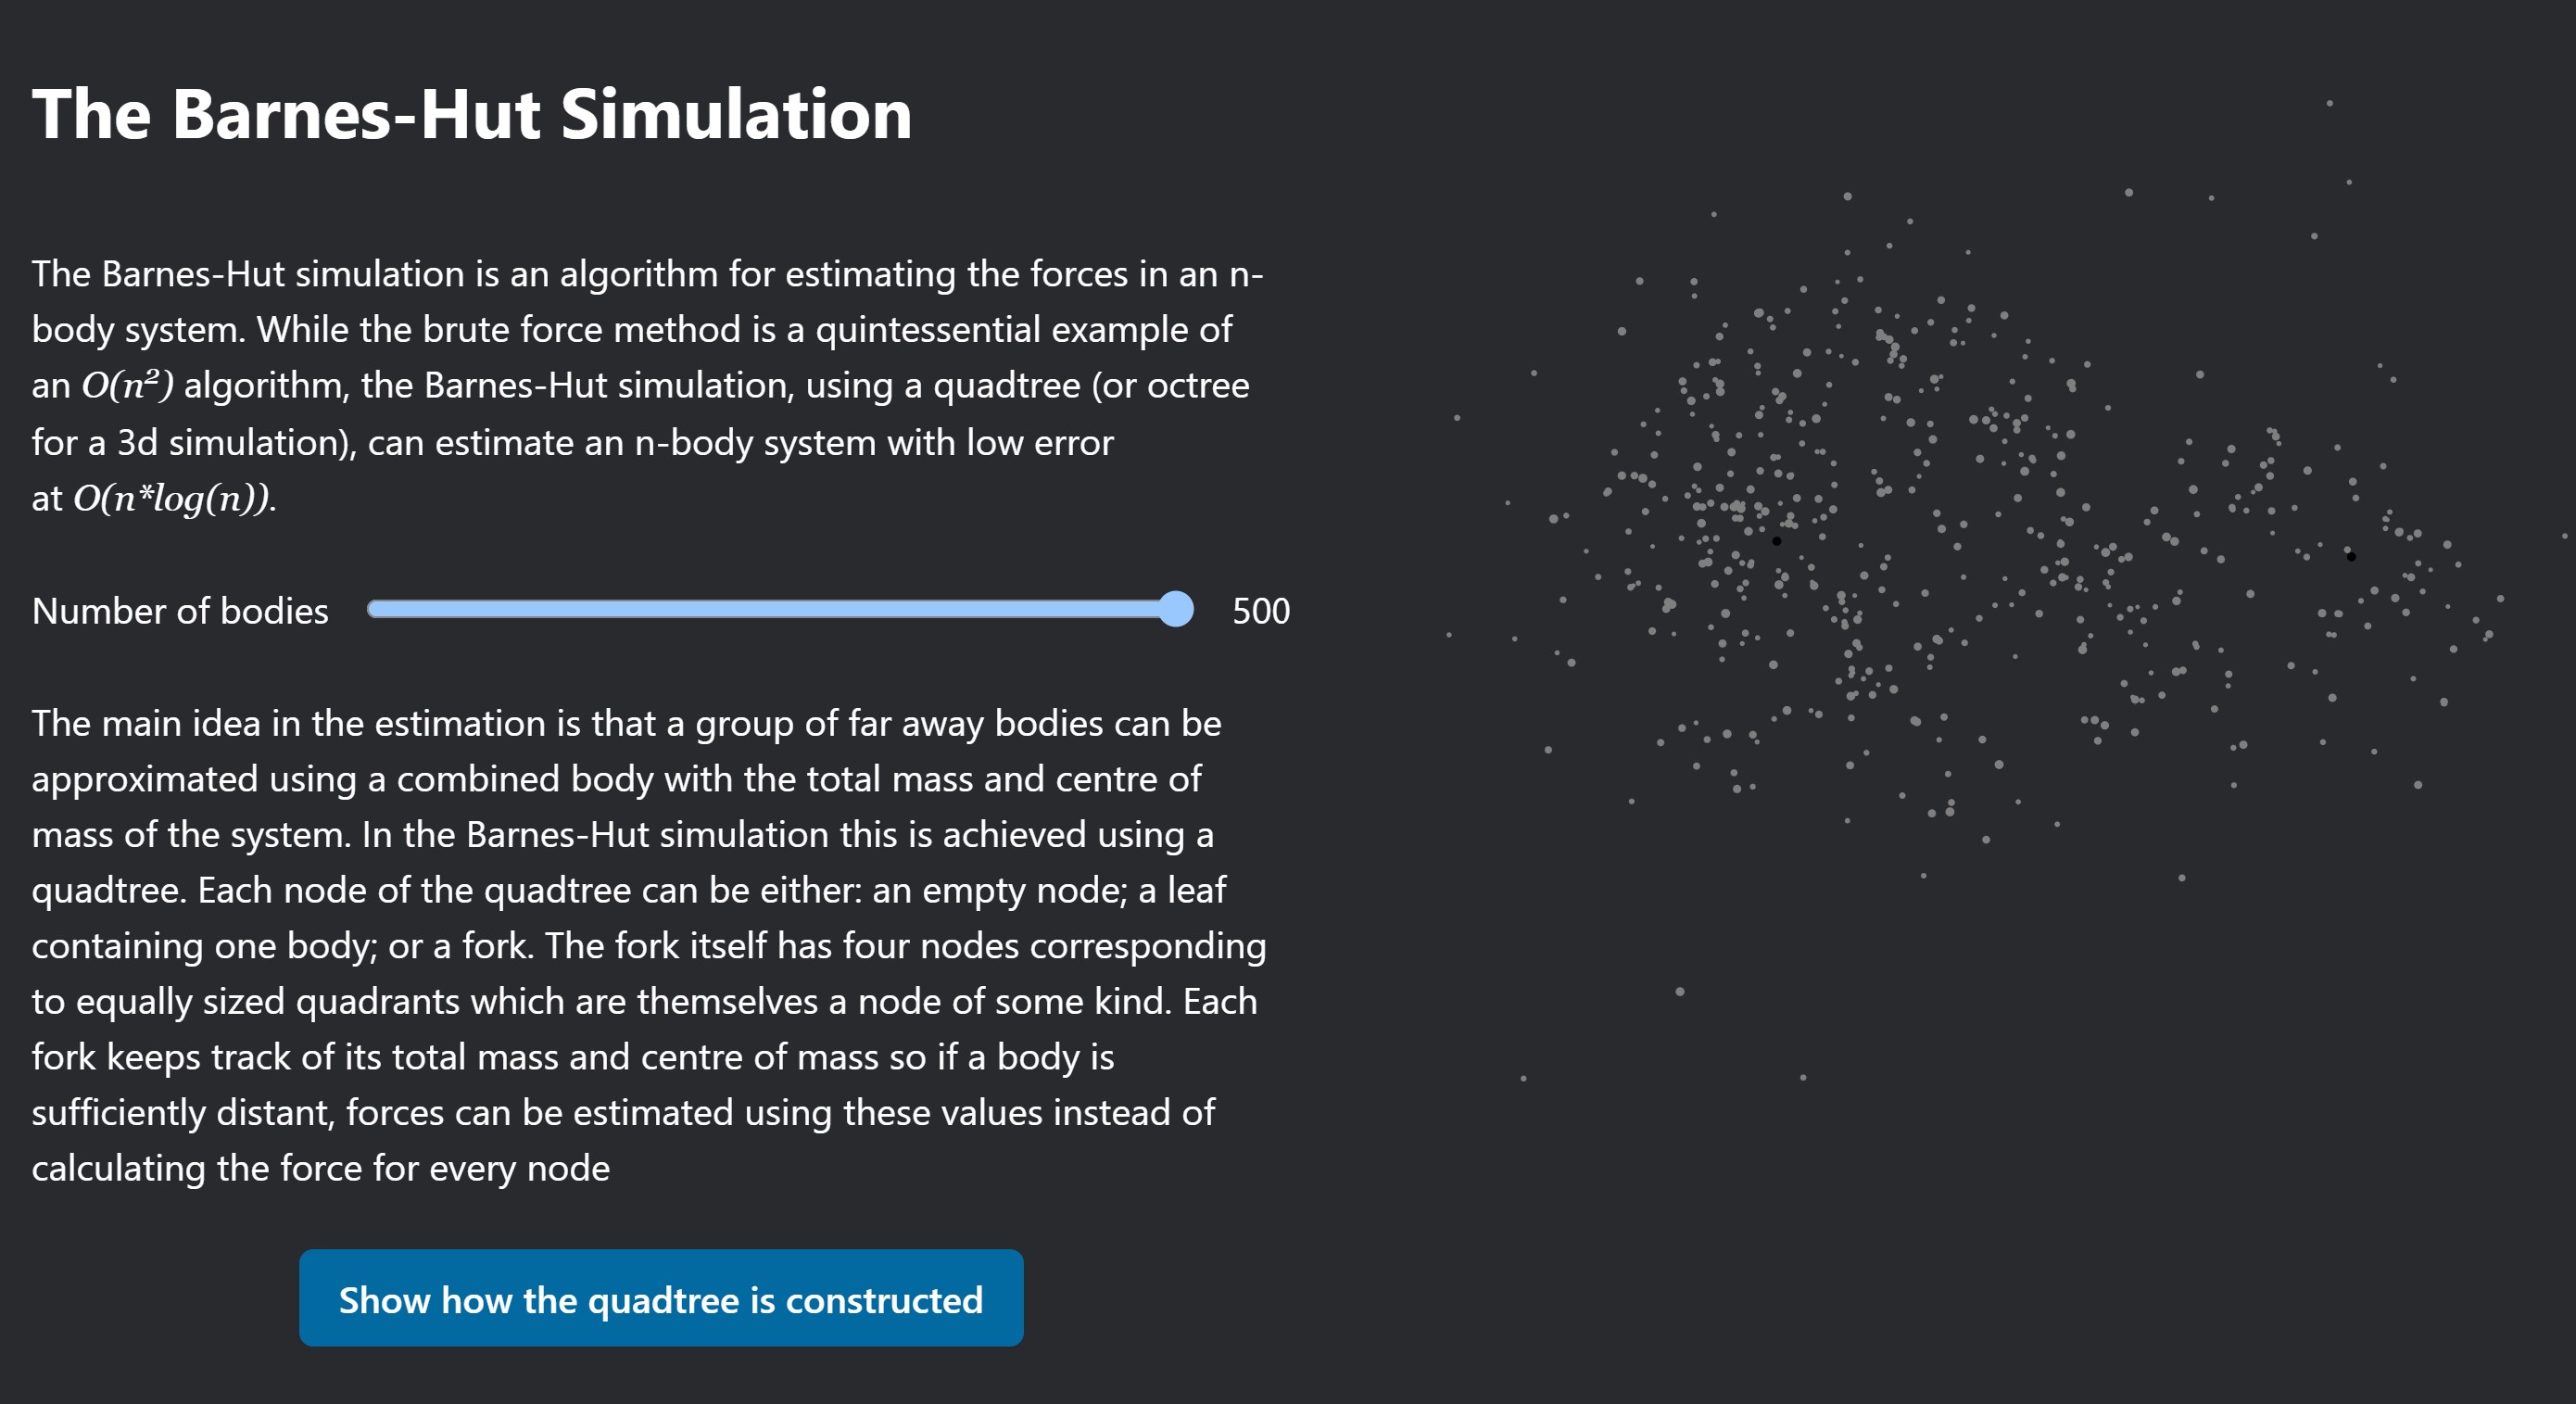 The Barnes-Hut Simulation
The Barnes-Hut simulation is an algorithm for estimating the forces in an n-
body system. While the brute force method is a quintessential example of
an O(n²) algorithm, the Barnes-Hut simulation, using a quadtree (or octree
for a 3d simulation), can estimate an n-body system with low error
at O(n*log(n)).
Number of bodies 500
The main idea in the estimation is that a group of far away bodies can be
approximated using a combined body with the total mass and centre of
mass of the system. In the Barnes-Hut simulation this is achieved using a
quadtree. Each node of the quadtree can be either: an empty node; a leaf
containing one body; or a fork. The fork itself has four nodes corresponding
to equally sized quadrants which are themselves a node of some kind. Each
fork keeps track of its total mass and centre of mass so if a body is
sufficiently distant, forces can be estimated using these values instead of
calculating the force for every node
Show how the quadtree is constructed